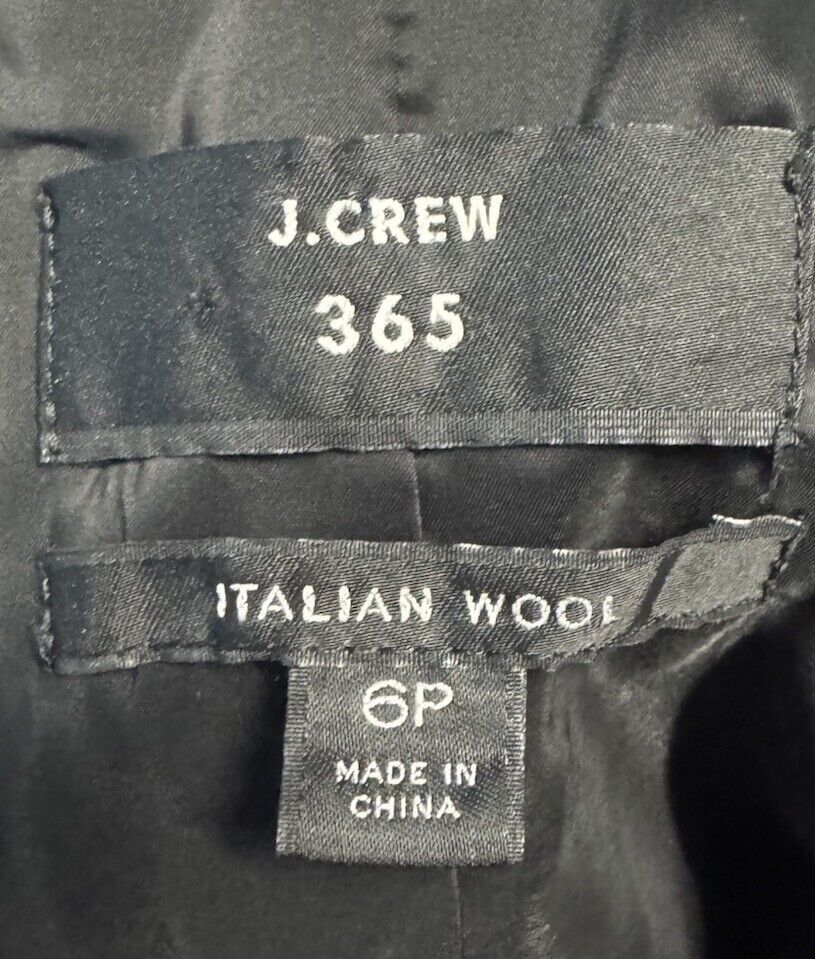 J.CREW
365
ITALIAN WOOL
6P
MADE IN
CHINA